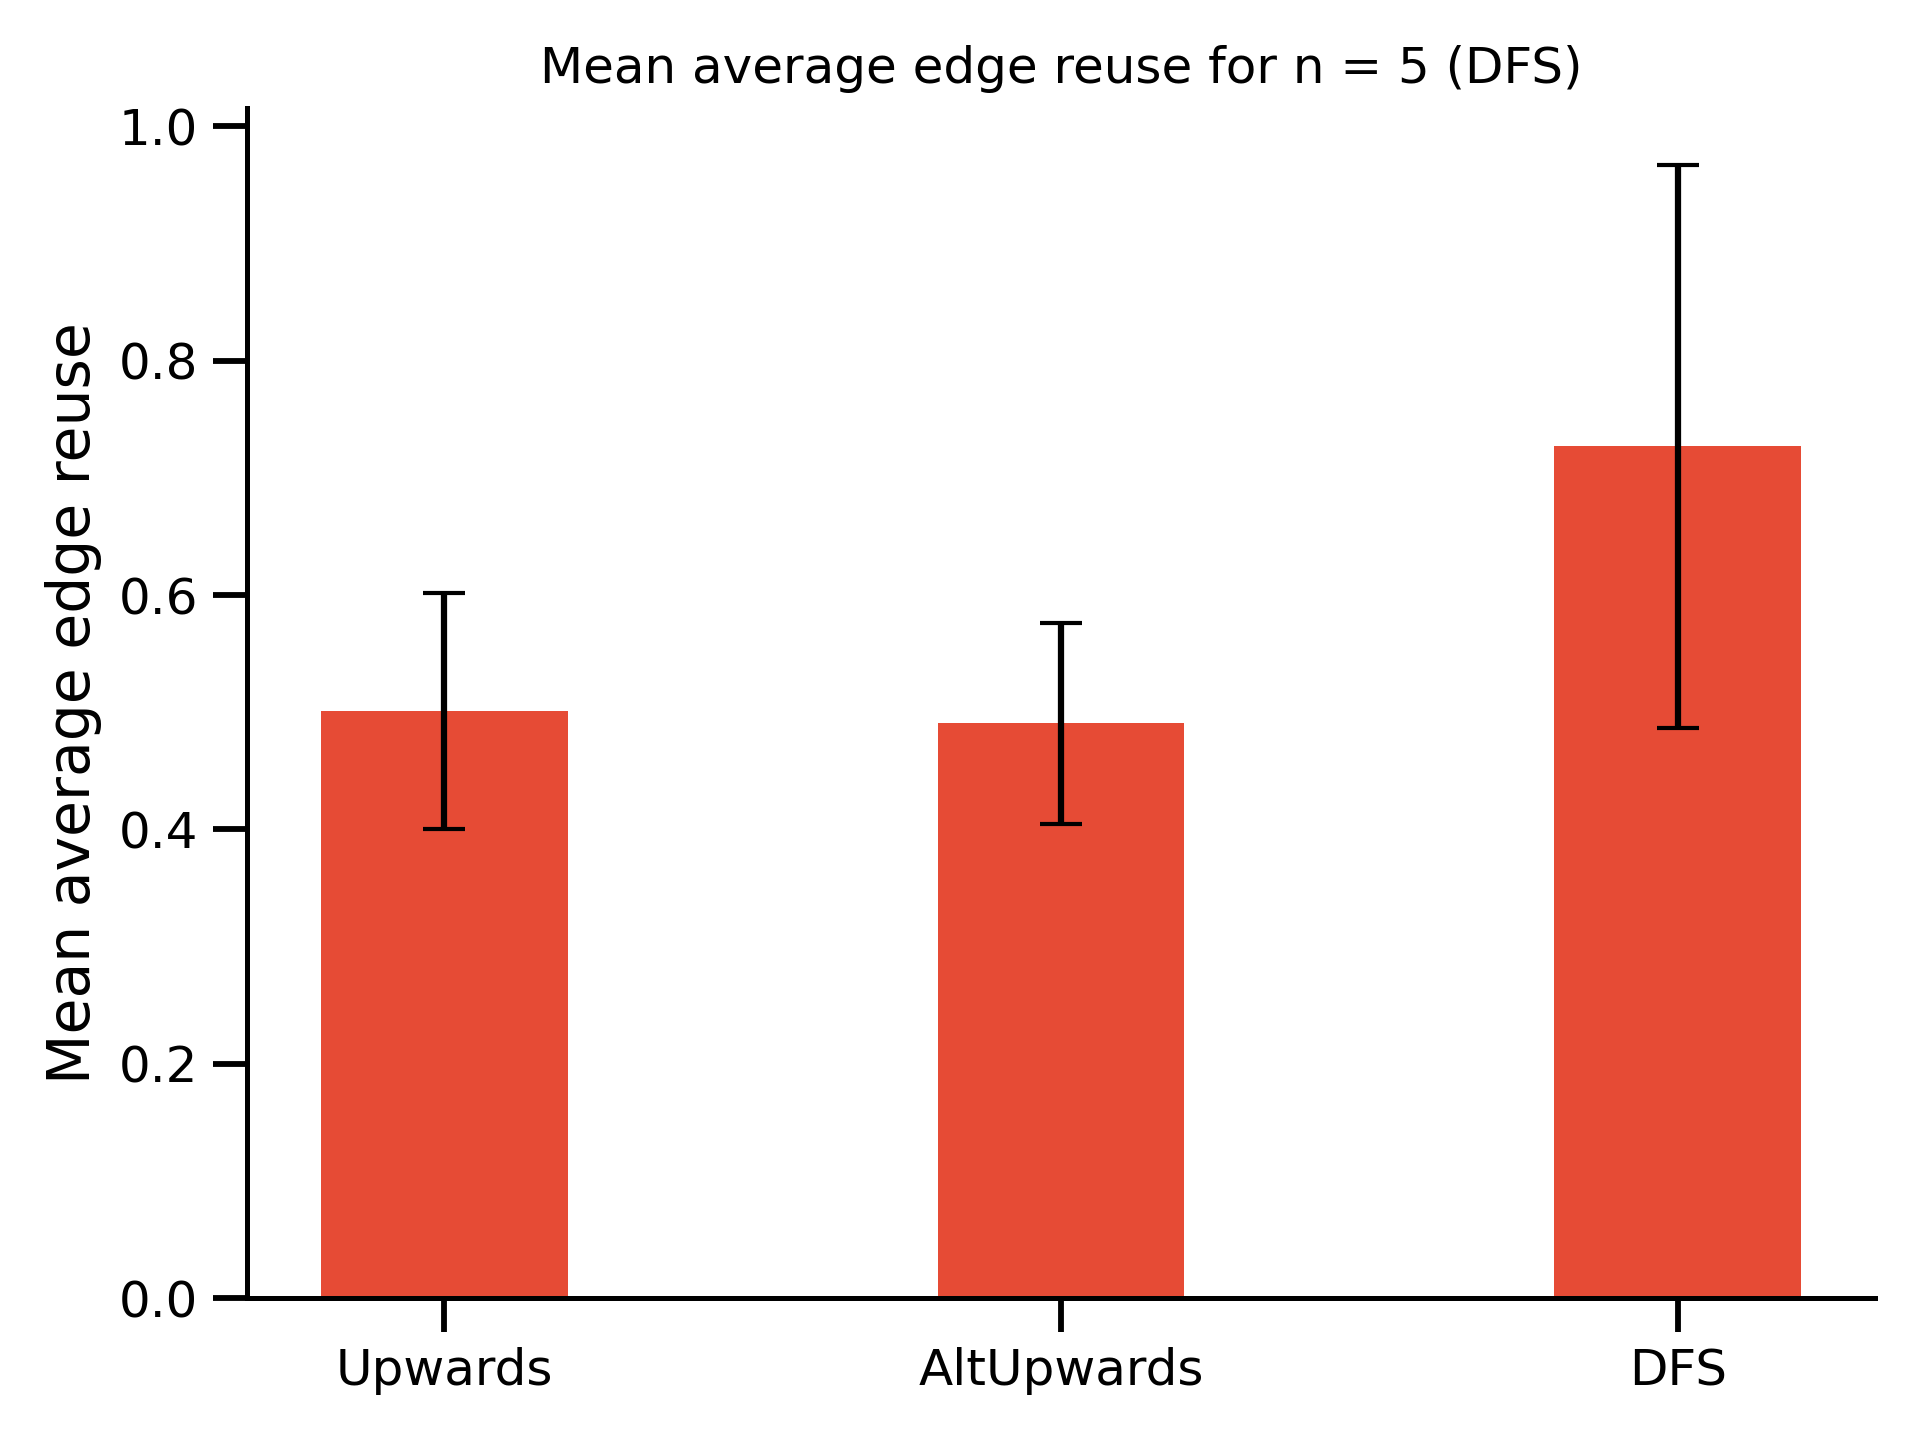 Mean average edge reuse for n = 5 (DFS)
Mean average edge reuse
1.0
0.8
0.6
0.4
0.2
0.0
Upwards
AltUpwards
DFS